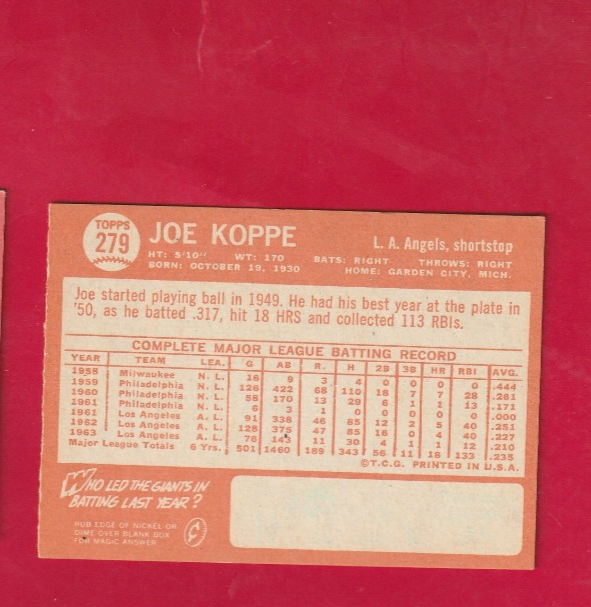 TOPPS
279
JOE KOPPE
L. A. Angels, shortstop
HT: 5'10" WT: 170 BATS: RIGHT THROWS: RIGHT
BORN: OCTOBER 19, 1930 HOME: GARDEN CITY, MICH.
Joe started playing ball in 1949. He had his best year at the plate in
'50, as he batted .317, hit 18 HRS and collected 113 RBIs.
COMPLETE MAJOR LEAGUE BATTING RECORD
YEAR TEAM LEA. G AB R. H 2B 3B HR RBI AVG.
1958 Milwaukee N. L. 16 9 3 4 0 0 0 0 .444
1959 Philadelphia N. L. 126 422 68 110 18 7 7 28 .281
1960 Philadelphia N. L. 58 170 13 29 6 1 1 13 .171
1961 Philadelphia N. L. 6 3 1 0 0 0 0 0 .000
1961 Los Angeles A. L. 91 338 46 85 12 2 5 40 .251
1962 Los Angeles A. L. 128 375 47 85 16 0 4 40 .227
1963 Los Angeles A. L. 76 143 11 30 4 1 1 12 .210
Major League Totals 6 Yrs. 501 1460 189 343 56 11 18 133 .235
©T.C.G. PRINTED IN U.S.A.
WHO LED THE GIANTS IN
BATTING LAST YEAR?
RUB EDGE OF NICKEL OR
DIME OVER BLANK BOX
FOR MAGIC ANSWER